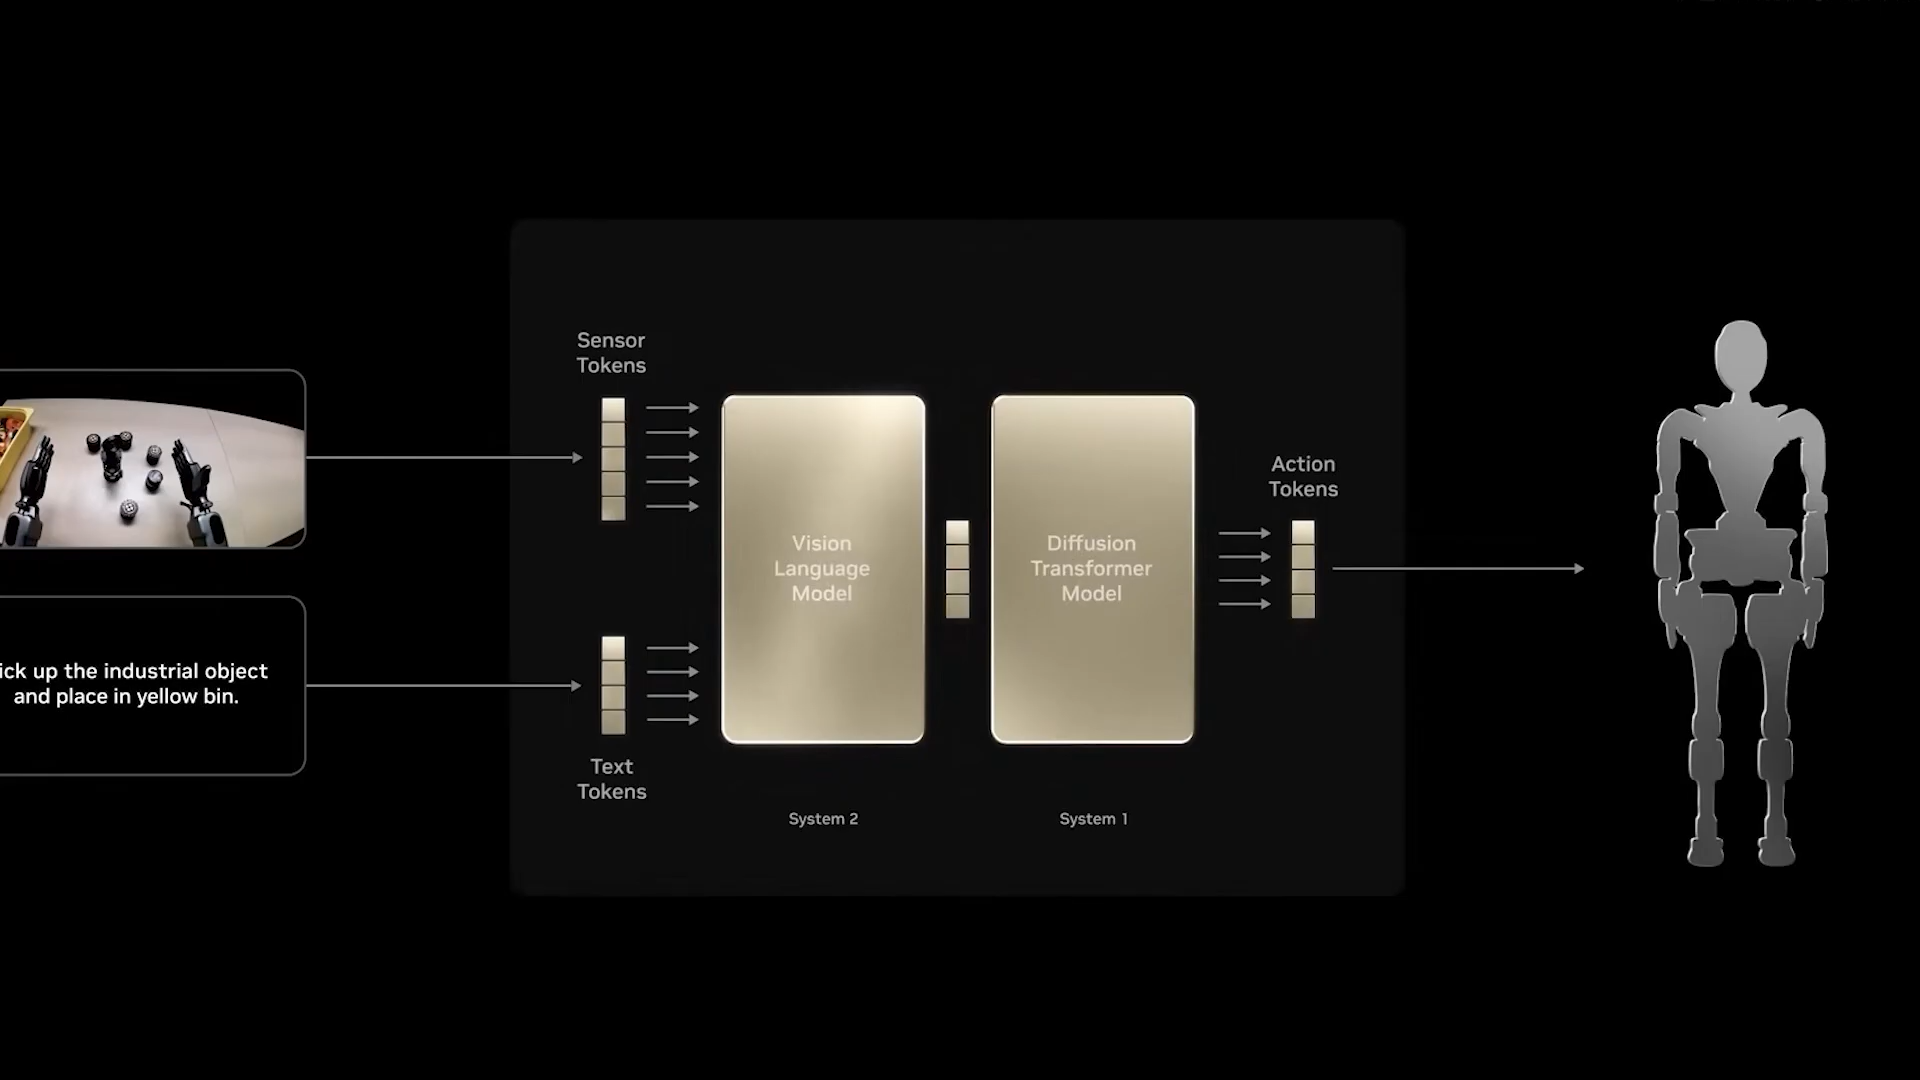 Sensor
Tokens
Vision
Language
Model
Diffusion
Transformer
Model
Action
Tokens
ick up the industrial object
and place in yellow bin.
Text
Tokens
System 2
System 1